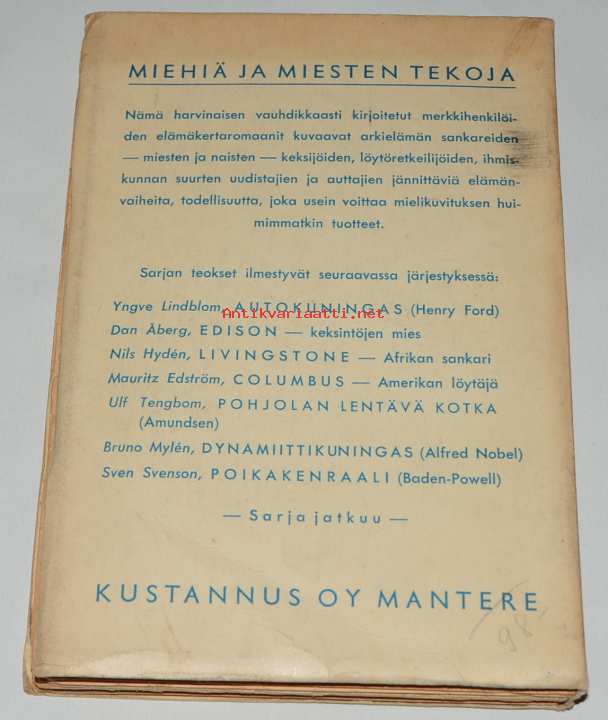 MIEHIÄ JA MIESTEN TEKOJA
Nämä harvinaisen vauhdikkaasti kirjoitetut merkkihenkilöi-
den elämäkertaromaanit kuvaavat arkielämän sankareiden
— miesten ja naisten — keksijöiden, löytöretkeilijöiden, ihmis-
kunnan suurten uudistajien ja auttajien jännittäviä elämän-
vaiheita, todellisuutta, joka usein voittaa mielikuvituksen hui-
mimmatkin tuotteet.
Sarjan teokset ilmestyvät seuraavassa järjestyksessä:
Yngve Lindblom, AUTOKUNINGAS (Henry Ford)
Antikvariaatti.net
Dan Åberg, EDISON — keksintöjen mies
Nils Hydén, LIVINGSTONE — Afrikan sankari
Mauritz Edström, COLUMBUS — Amerikan löytäjä
Ulf Tengbom, POHJOLAN LENTÄVÄ KOTKA
(Amundsen)
Bruno Mylén, DYNAMIITTIKUNINGAS (Alfred Nobel)
Sven Svenson, POIKAKENRAALI (Baden-Powell)
— Sarja jatkuu —
KUSTANNUS OY MANTERE
98-